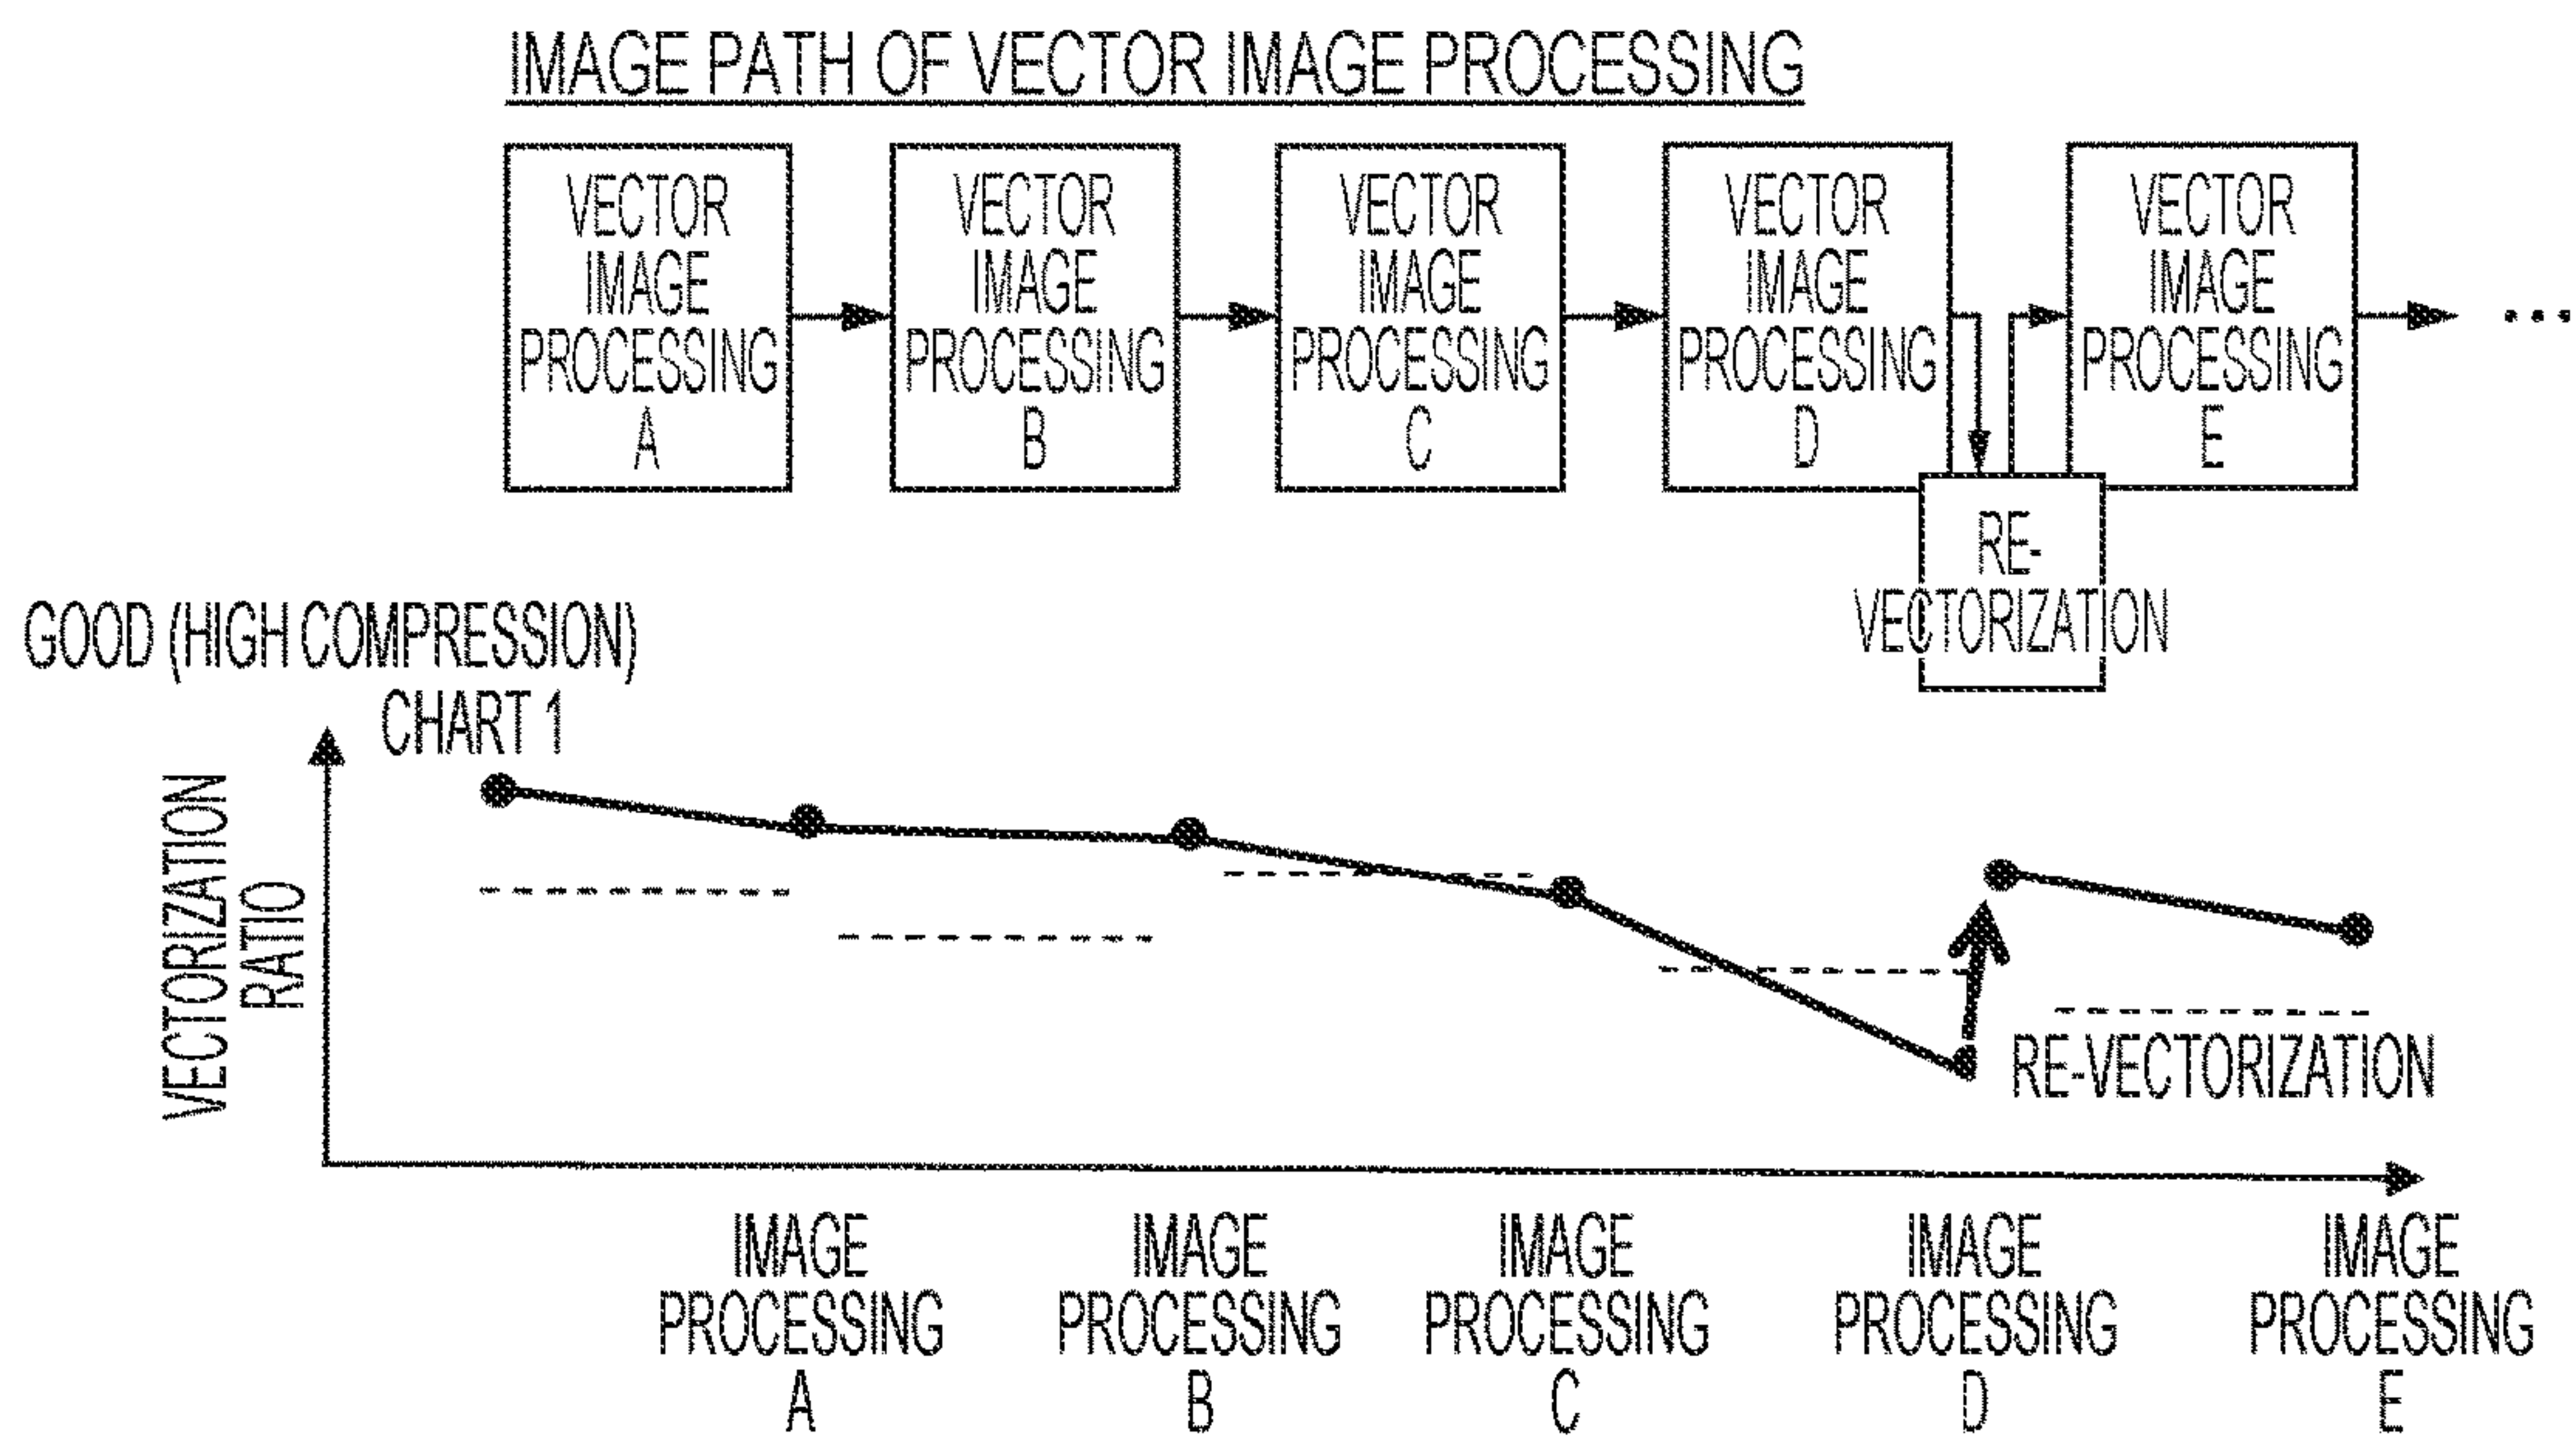 IMAGE PATH OF VECTOR IMAGE PROCESSING
VECTOR
IMAGE
PROCESSING
A
VECTOR
IMAGE
PROCESSING
B
VECTOR
IMAGE
PROCESSING
C
VECTOR
IMAGE
PROCESSING
D
VECTOR
IMAGE
PROCESSING
E
...
RE-
VECTORIZATION
GOOD (HIGH COMPRESSION)
CHART 1
VECTORIZATION
RATIO
RE-VECTORIZATION
IMAGE
PROCESSING
A
IMAGE
PROCESSING
B
IMAGE
PROCESSING
C
IMAGE
PROCESSING
D
IMAGE
PROCESSING
E